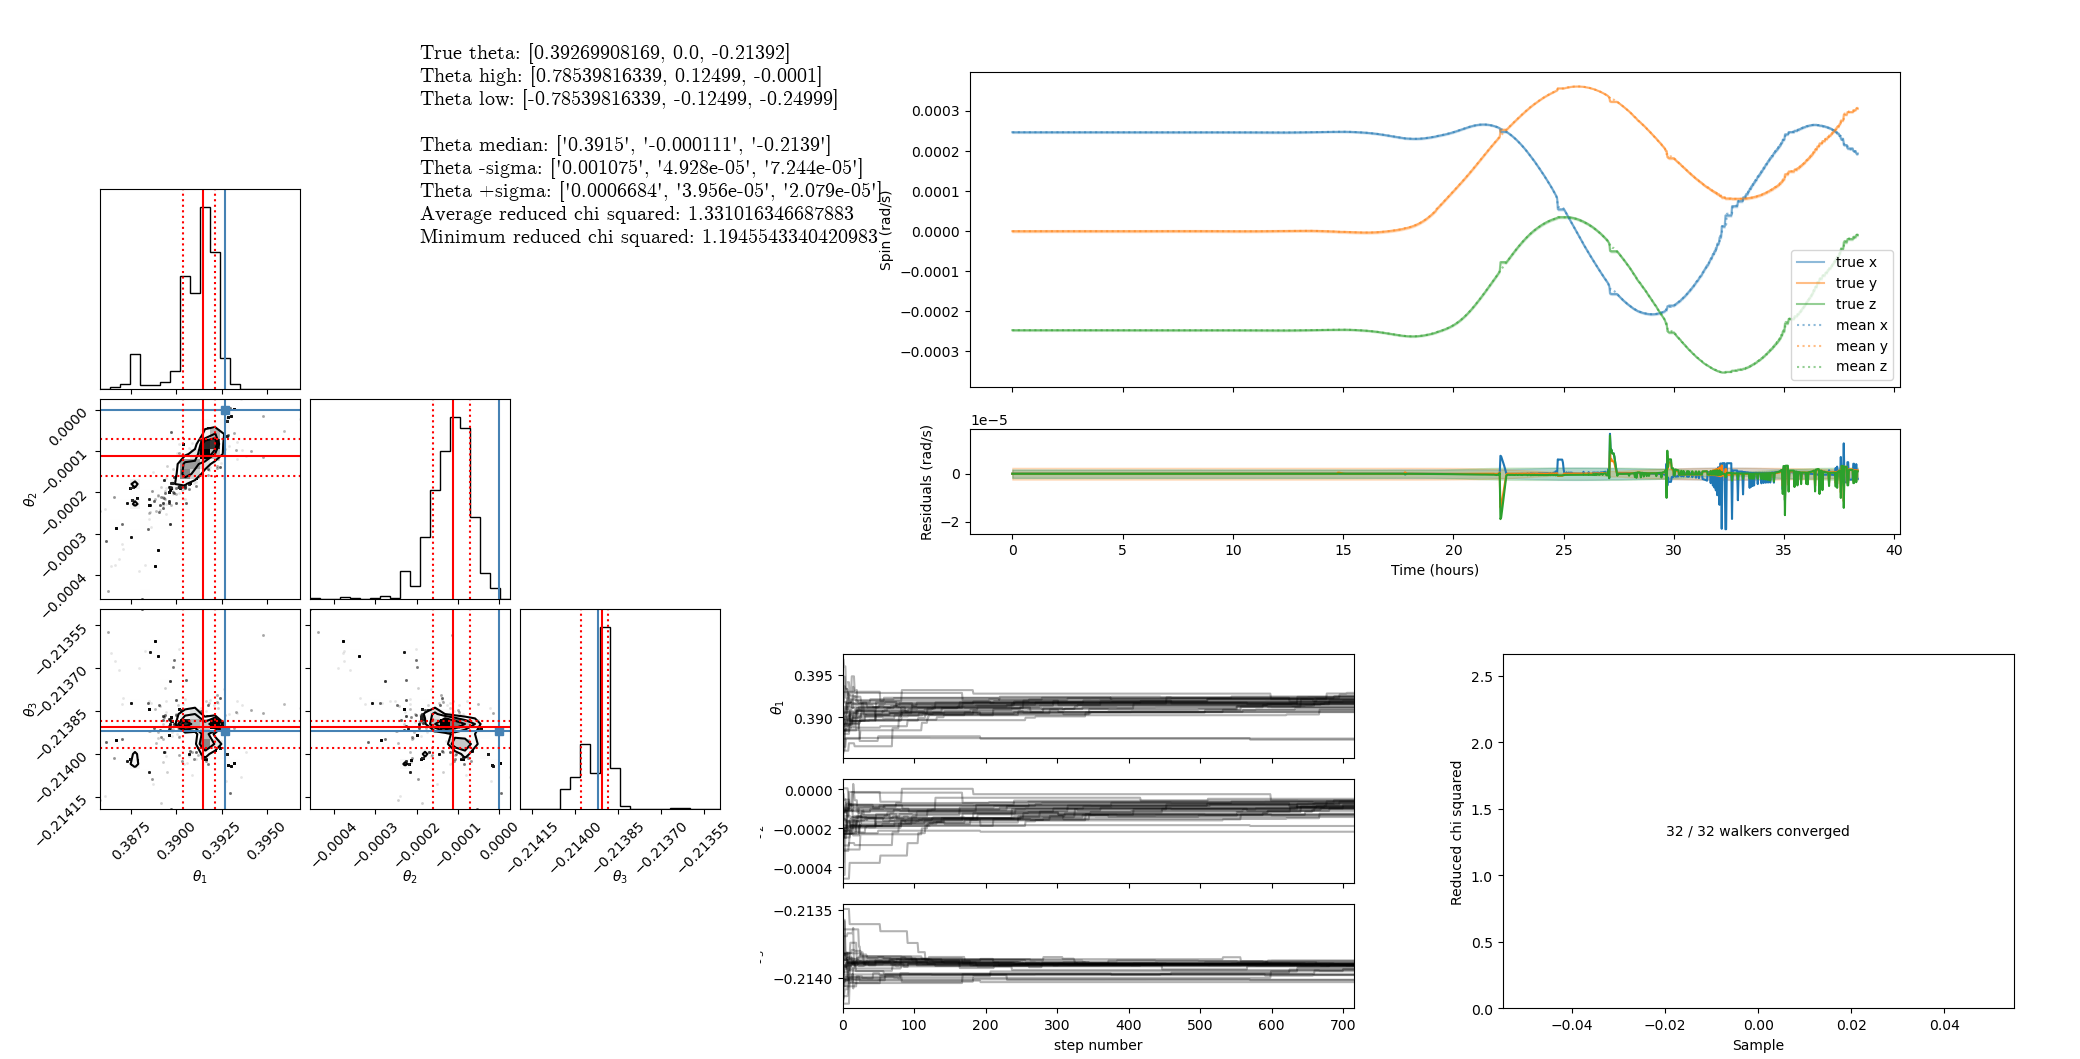 True theta: [0.39269908169, 0.0, -0.21392]
Theta high: [0.78539816339, 0.12499, -0.0001]
Theta low: [-0.78539816339, -0.12499, -0.24999]
Theta median: ['0.3915', '-0.000111', '-0.2139']
Theta -sigma: ['0.001075', '4.928e-05', '7.244e-05']
Theta +sigma: ['0.0006684', '3.956e-05', '2.079e-05']
Average reduced chi squared: 1.331016346687883
Minimum reduced chi squared: 1.1945543340420983
θ2
0.0000
−0.0001
−0.0002
−0.0003
−0.0004
θ3
−0.21355
−0.21370
−0.21385
−0.21400
−0.21415
0.3875
0.3900
0.3925
0.3950
θ1
−0.0004
−0.0003
−0.0002
−0.0001
0.0000
θ2
−0.21415
−0.21400
−0.21385
−0.21370
−0.21355
θ3
Spin (rad/s)
0.0003
0.0002
0.0001
0.0000
−0.0001
−0.0002
−0.0003
true x
true y
true z
mean x
mean y
mean z
1e−5
Residuals (rad/s)
0
−2
0 5 10 15 20 25 30 35 40
Time (hours)
θ1
0.395
0.390
0.0000
−0.0002
−0.0004
−0.2135
−0.2140
0 100 200 300 400 500 600 700
step number
Reduced chi squared
2.5
2.0
1.5
1.0
0.5
0.0
32 / 32 walkers converged
−0.04 −0.02 0.00 0.02 0.04
Sample